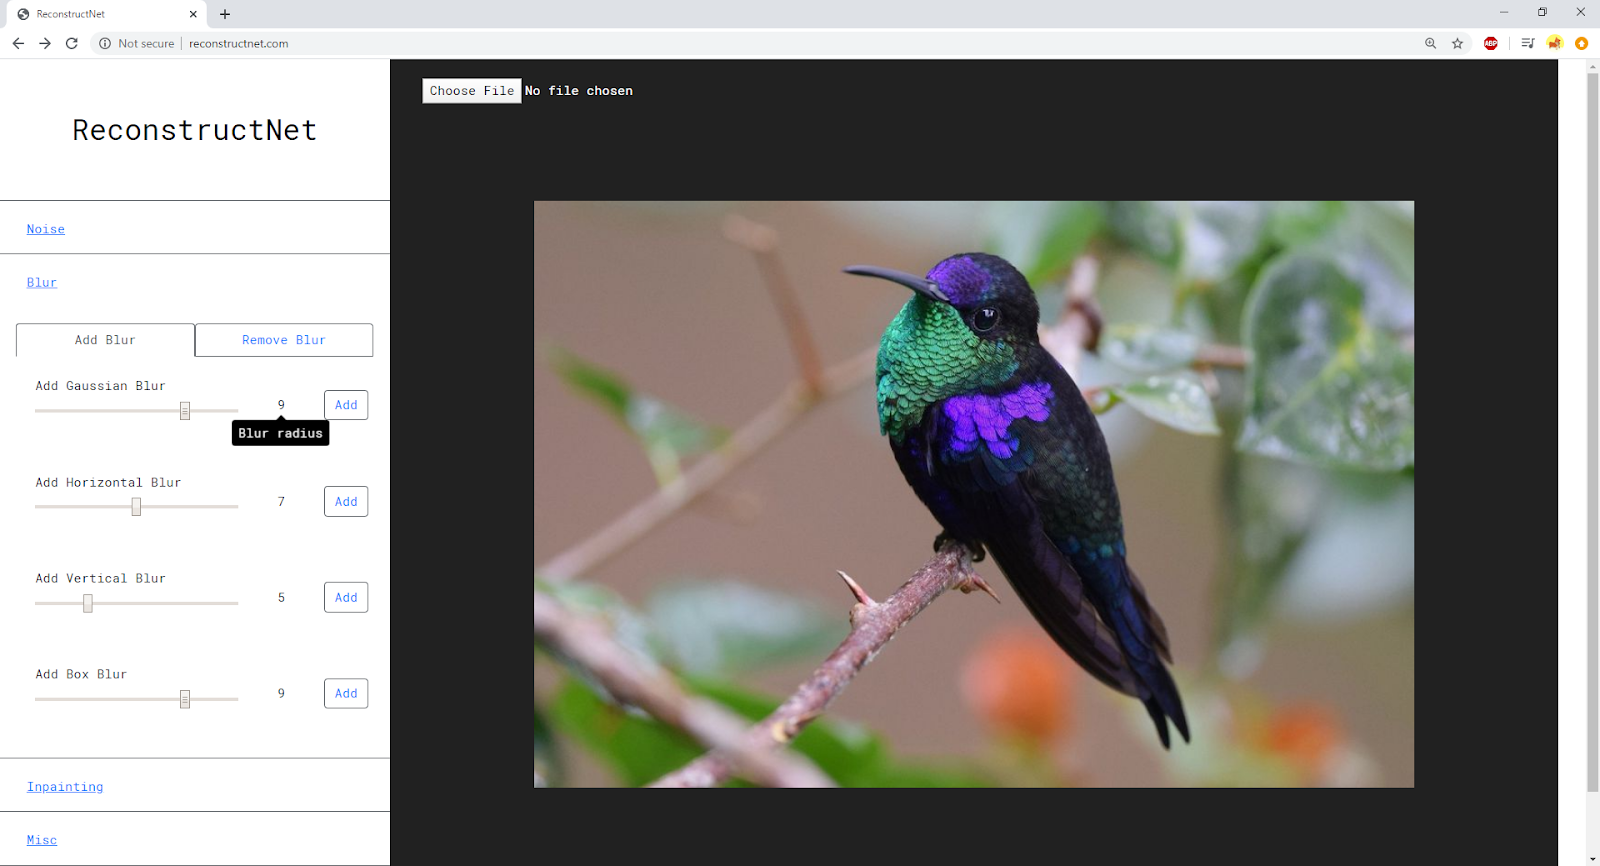 ReconstructNet
Not secure
reconstructnet.com
ABP
ReconstructNet
Noise
Blur
Add Blur
Remove Blur
Add Gaussian Blur
9
Add
Blur radius
Add Horizontal Blur
7
Add
Add Vertical Blur
5
Add
Add Box Blur
9
Add
Inpainting
Misc
Choose File No file chosen